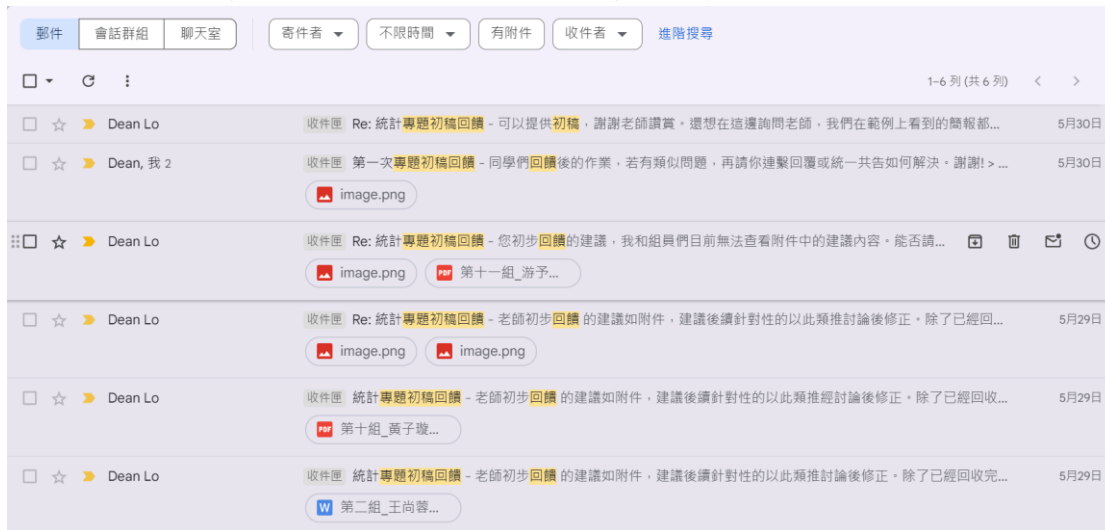 郵件 會話群組 聊天室 寄件者 不限時間 有附件 收件者 進階搜尋
1-6 列 (共 6 列)
Dean Lo 收件匣 Re: 統計專題初稿回饋 - 可以提供初稿，謝謝老師讚賞。還想在這邊詢問老師，我們在範例上看到的簡報都... 5月30日
Dean, 我 2 收件匣 第一次專題初稿回饋 - 同學們回饋後的作業，若有類似問題，再請你連繫回覆或統一共告如何解決。謝謝! > ... 5月30日
image.png
Dean Lo 收件匣 Re: 統計專題初稿回饋 - 您初步回饋的建議，我和組員們目前無法查看附件中的建議內容。能否請...
image.png PDF 第十一組_游予...
Dean Lo 收件匣 Re: 統計專題初稿回饋 - 老師初步回饋 的建議如附件，建議後續針對性的以此類推討論後修正。除了已經回... 5月29日
image.png image.png
Dean Lo 收件匣 統計專題初稿回饋 - 老師初步回饋 的建議如附件，建議後續針對性的以此類推經討論後修正。除了已經回收... 5月29日
PDF 第十組_黃子璇...
Dean Lo 收件匣 統計專題初稿回饋 - 老師初步回饋 的建議如附件，建議後續針對性的以此類推討論後修正。除了已經回收完... 5月29日
W 第二組_王尚蓉...